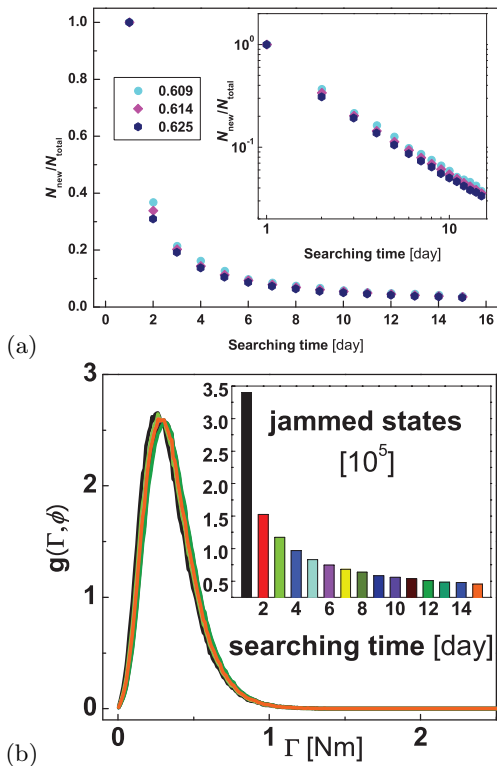 1.0
0.8
0.6
0.4
0.2
0.0
N_new/N_total
0.609
0.614
0.625
10^0
10^-1
N_new/N_total
1
10
Searching time [day]
0 2 4 6 8 10 12 14 16
Searching time [day]
(a)
3
2
1
0
g(Γ,ϕ)
3.5
3.0
2.5
2.0
1.5
1.0
0.5
jammed states
[10^5]
2 4 6 8 10 12 14
searching time [day]
0 1 2
Γ [Nm]
(b)